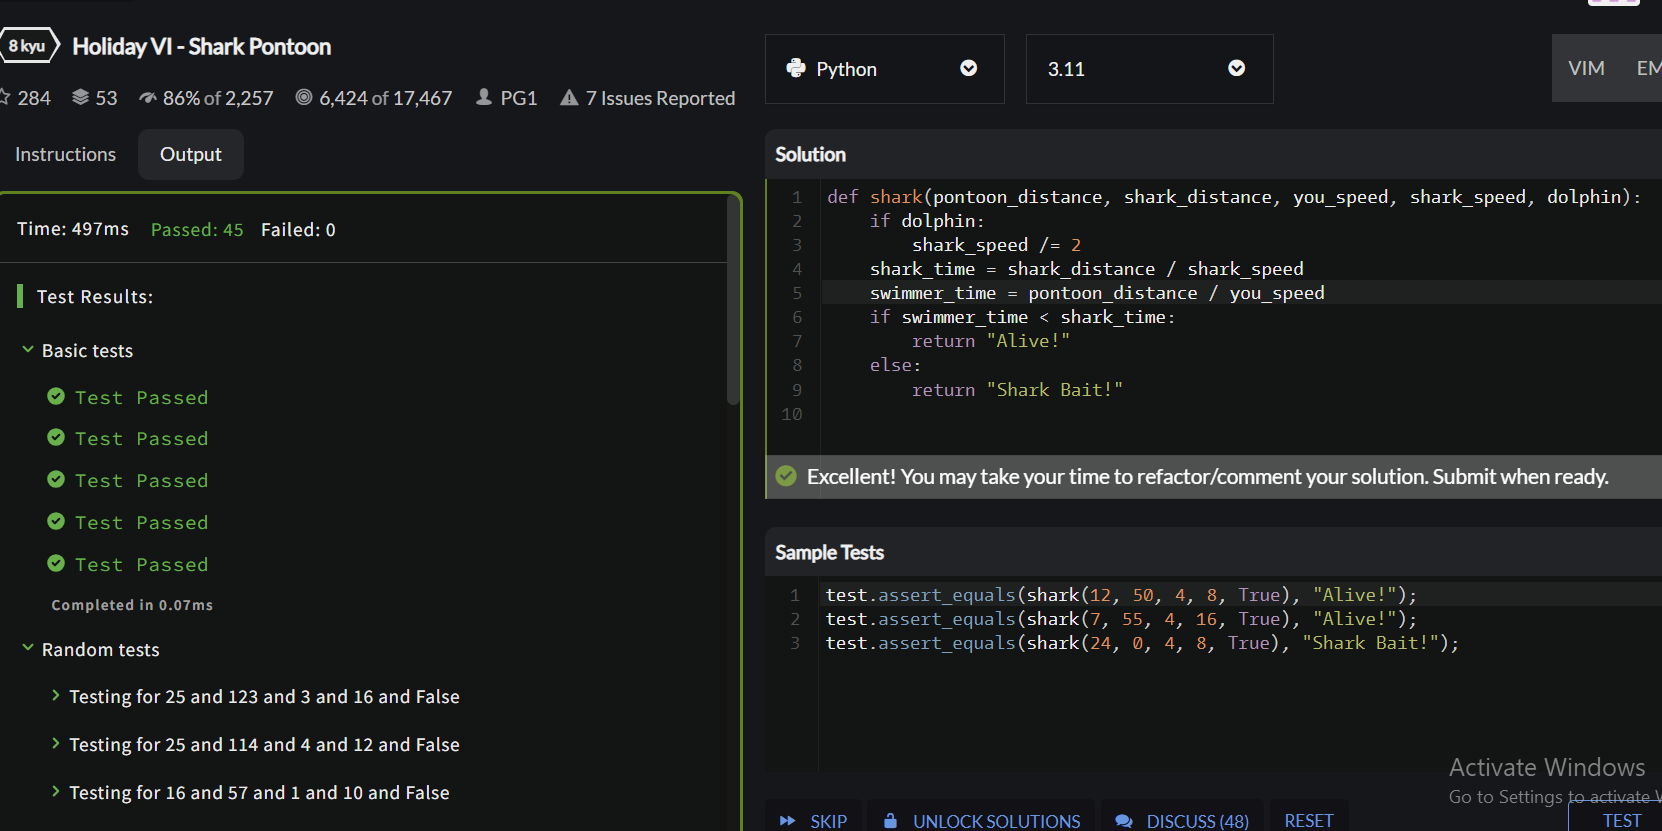 8 kyu Holiday VI - Shark Pontoon
284 53 86% of 2,257 6,424 of 17,467 PG1 7 Issues Reported
Instructions Output
Time: 497ms Passed: 45 Failed: 0
Test Results:
Basic tests
Test Passed
Test Passed
Test Passed
Test Passed
Test Passed
Completed in 0.07ms
Random tests
Testing for 25 and 123 and 3 and 16 and False
Testing for 25 and 114 and 4 and 12 and False
Testing for 16 and 57 and 1 and 10 and False
Python 3.11 VIM EM
Solution
1 def shark(pontoon_distance, shark_distance, you_speed, shark_speed, dolphin):
2     if dolphin:
3         shark_speed /= 2
4     shark_time = shark_distance / shark_speed
5     swimmer_time = pontoon_distance / you_speed
6     if swimmer_time < shark_time:
7         return "Alive!"
8     else:
9         return "Shark Bait!"
10
Excellent! You may take your time to refactor/comment your solution. Submit when ready.
Sample Tests
1 test.assert_equals(shark(12, 50, 4, 8, True), "Alive!");
2 test.assert_equals(shark(7, 55, 4, 16, True), "Alive!");
3 test.assert_equals(shark(24, 0, 4, 8, True), "Shark Bait!");
Activate Windows
Go to Settings to activate W
SKIP UNLOCK SOLUTIONS DISCUSS (48) RESET TEST